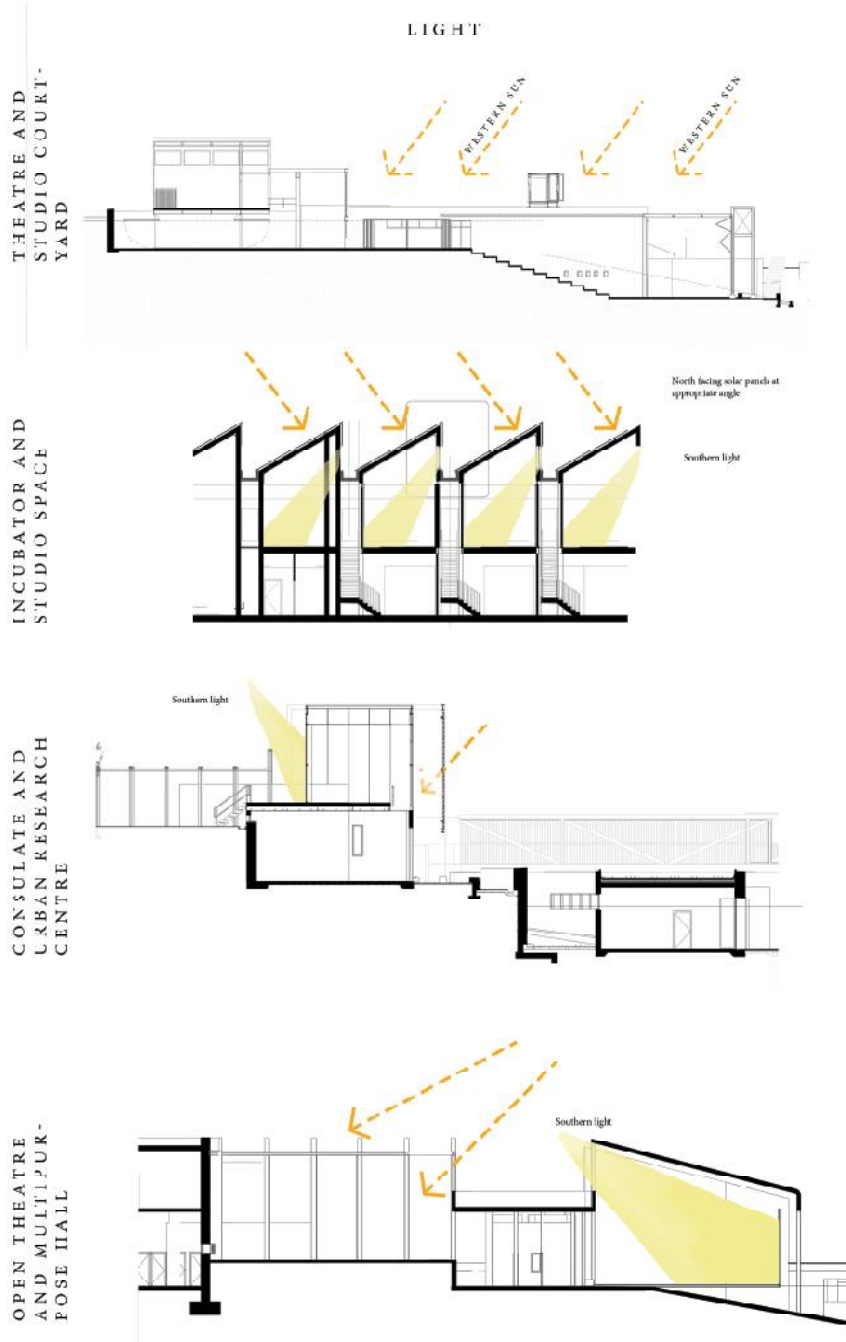 LIGHT
THEATRE AND
STUDIO COURT-
YARD
WESTERN SUN
WESTERN SUN
INCUBATOR AND
STUDIO SPACE
North facing solar panels at
appropriate angle
Southern light
CONSULATE AND
URBAN RESEARCH
CENTRE
Southern light
OPEN THEATRE
AND MULTIPUR-
POSE HALL
Southern light